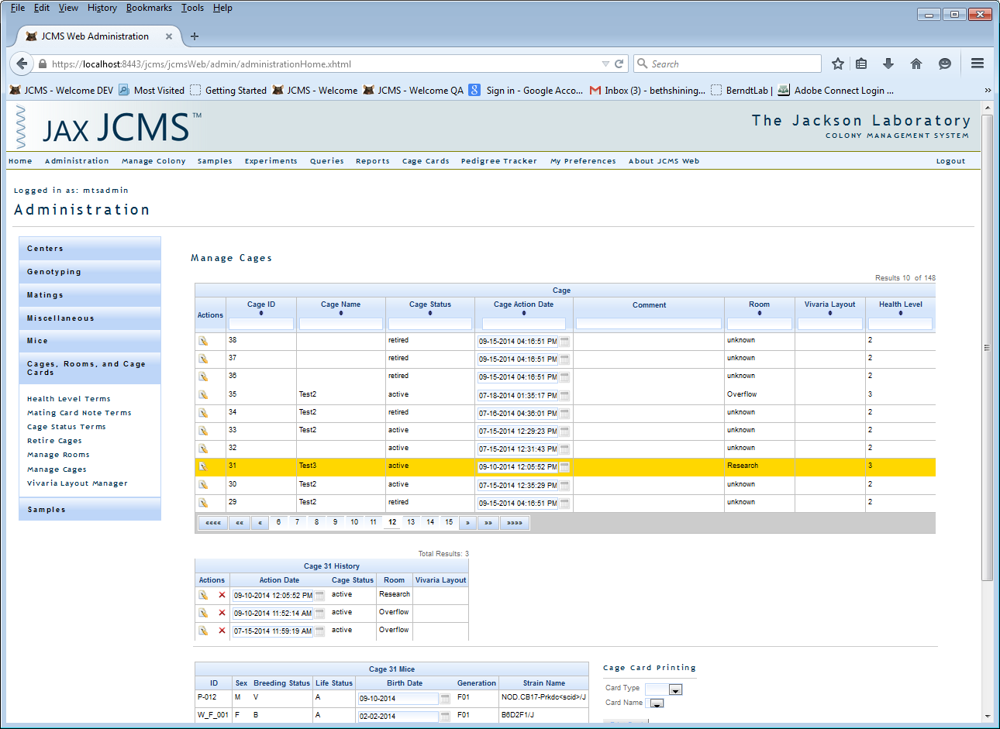 File Edit View History Bookmarks Tools Help
JCMS Web Administration
https://localhost:8443/jcms/jcmsWeb/admin/administrationHome.xhtml Search
JCMS - Welcome DEV Most Visited Getting Started JCMS - Welcome JCMS - Welcome QA Sign in - Google Acco... Inbox (3) - bethshining... BerndtLab | Adobe Connect Login ...
JAX JCMS™ The Jackson Laboratory
COLONY MANAGEMENT SYSTEM
Home Administration Manage Colony Samples Experiments Queries Reports Cage Cards Pedigree Tracker My Preferences About JCMS Web Logout
Logged in as: mtsadmin
Administration
Centers
Genotyping
Matings
Miscellaneous
Mice
Cages, Rooms, and Cage
Cards
Health Level Terms
Mating Card Note Terms
Cage Status Terms
Retire Cages
Manage Rooms
Manage Cages
Vivaria Layout Manager
Samples
Manage Cages
Results 10 of 148
Cage
Actions Cage ID Cage Name Cage Status Cage Action Date Comment Room Vivaria Layout Health Level
38 retired 09-15-2014 04:16:51 PM unknown 2
37 retired 09-15-2014 04:16:51 PM unknown 2
36 retired 09-15-2014 04:16:51 PM unknown 2
35 Test2 active 07-18-2014 01:35:17 PM Overflow 3
34 Test2 retired 07-16-2014 04:36:01 PM unknown 2
33 Test2 active 07-15-2014 12:29:23 PM unknown 2
32 active 07-15-2014 12:31:43 PM unknown 2
31 Test3 active 09-10-2014 12:05:52 PM Research 3
30 Test2 active 07-15-2014 12:35:29 PM unknown 2
29 Test2 retired 09-15-2014 04:16:51 PM unknown 2
«««« «« « 6 7 8 9 10 11 12 13 14 15 » »» »»»»
Total Results: 3
Cage 31 History
Actions Action Date Cage Status Room Vivaria Layout
09-10-2014 12:05:52 PM active Research
09-10-2014 11:52:14 AM active Overflow
07-15-2014 11:59:19 AM active Overflow
Cage 31 Mice
ID Sex Breeding Status Life Status Birth Date Generation Strain Name
P-012 M V A 09-10-2014 F01 NOD.CB17-Prkdc<scid>/J
W_F_001 F B A 02-02-2014 F01 B6D2F1/J
Cage Card Printing
Card Type
Card Name